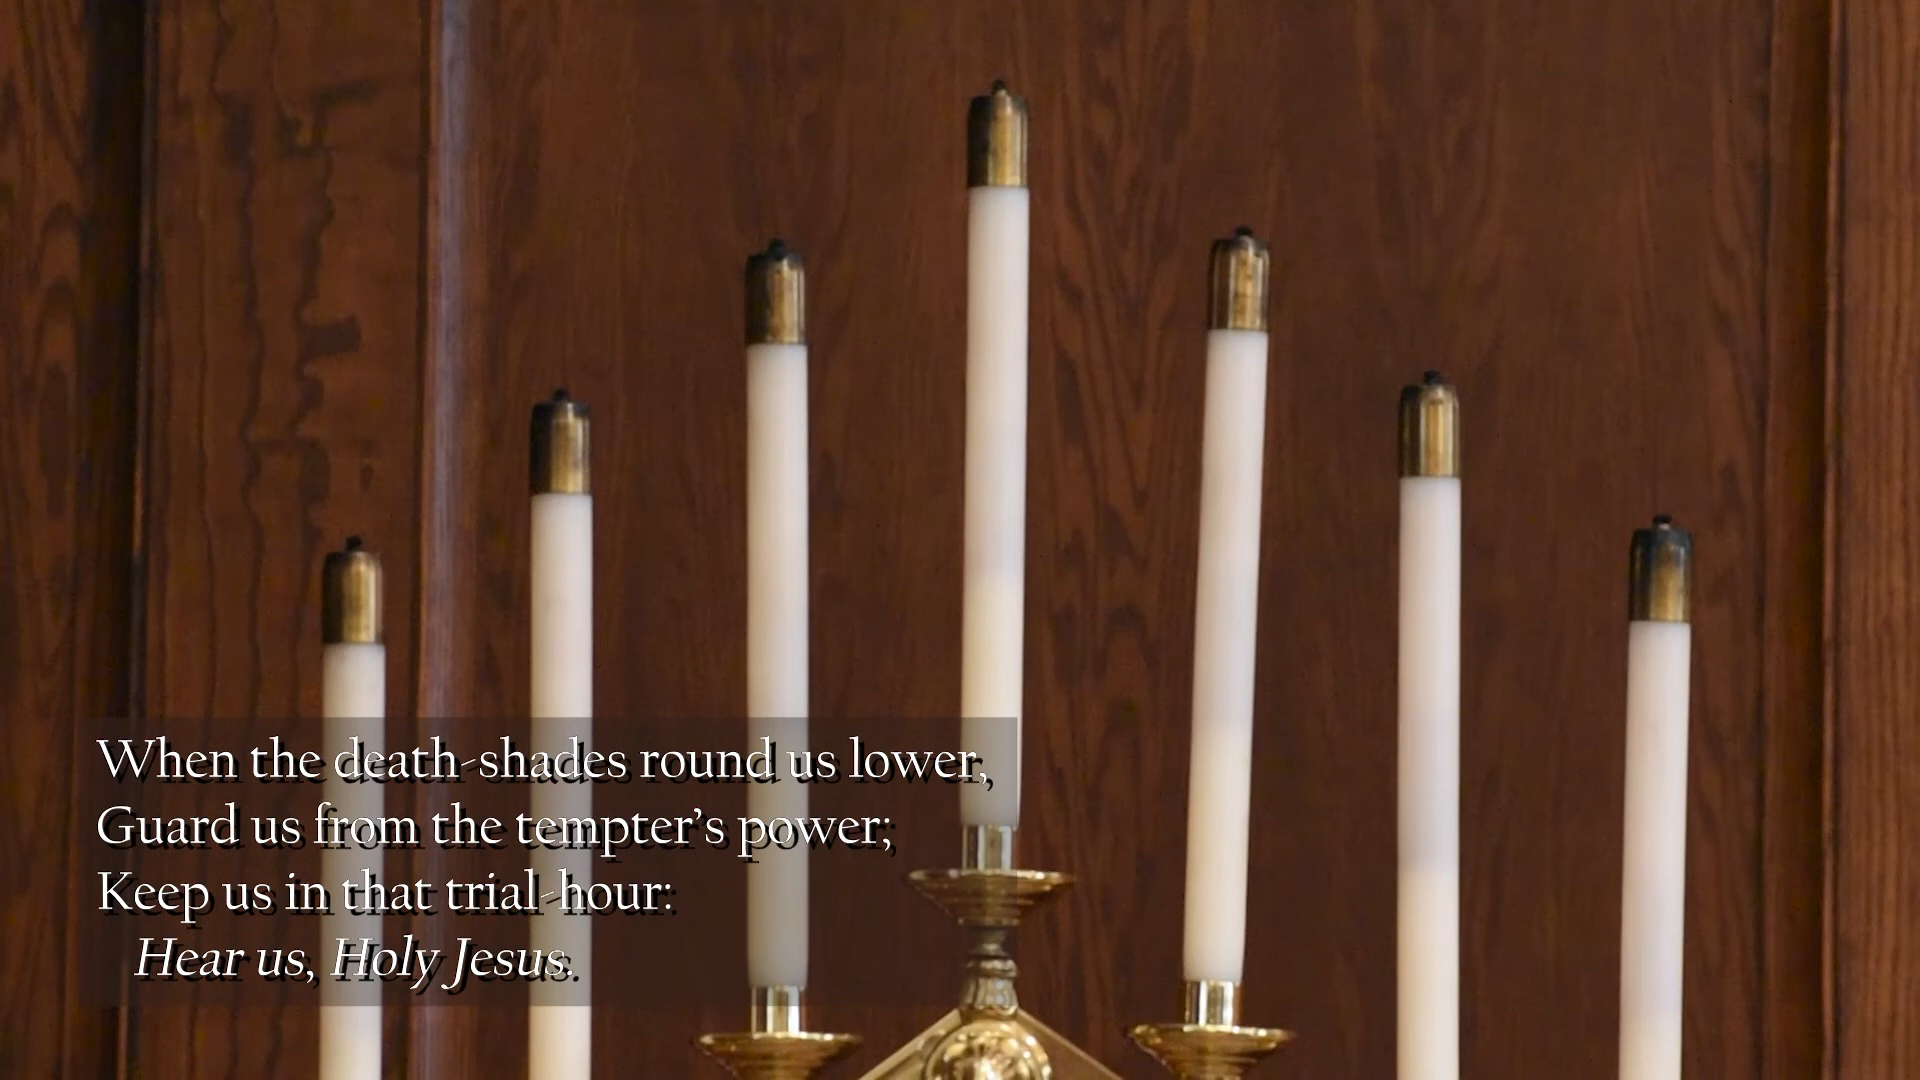 When the death-shades round us lower,
Guard us from the tempter’s power;
Keep us in that trial-hour:
Hear us, Holy Jesus.